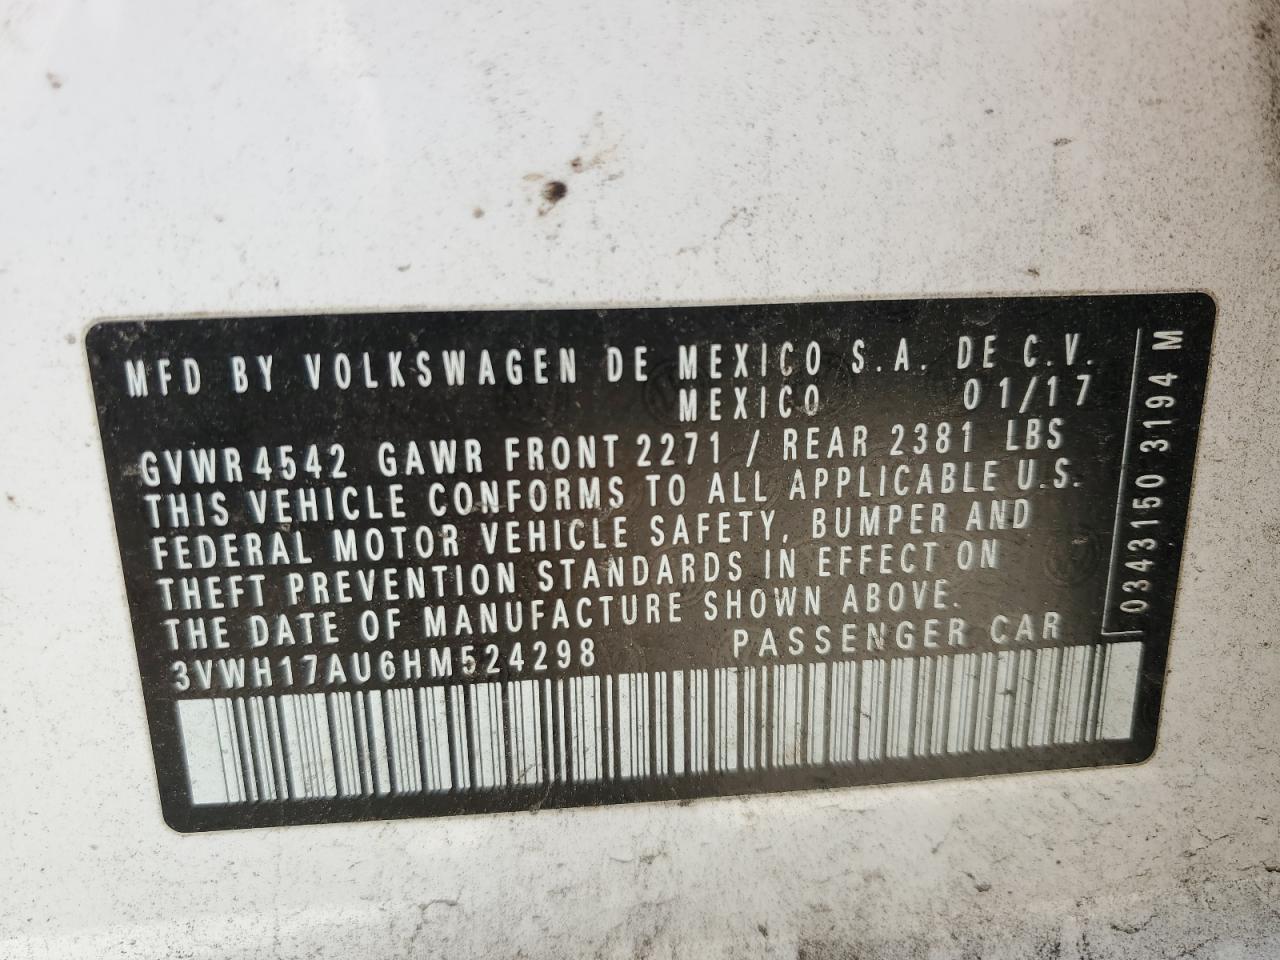 MFD BY VOLKSWAGEN DE MEXICO S.A. DE C.V.
MEXICO 01/17
GVWR 4542 GAWR FRONT 2271 / REAR 2381 LBS
THIS VEHICLE CONFORMS TO ALL APPLICABLE U.S.
FEDERAL MOTOR VEHICLE SAFETY, BUMPER AND
THEFT PREVENTION STANDARDS IN EFFECT ON
THE DATE OF MANUFACTURE SHOWN ABOVE.
3VWH17AU6HM524298 PASSENGER CAR
0343150 3194 M